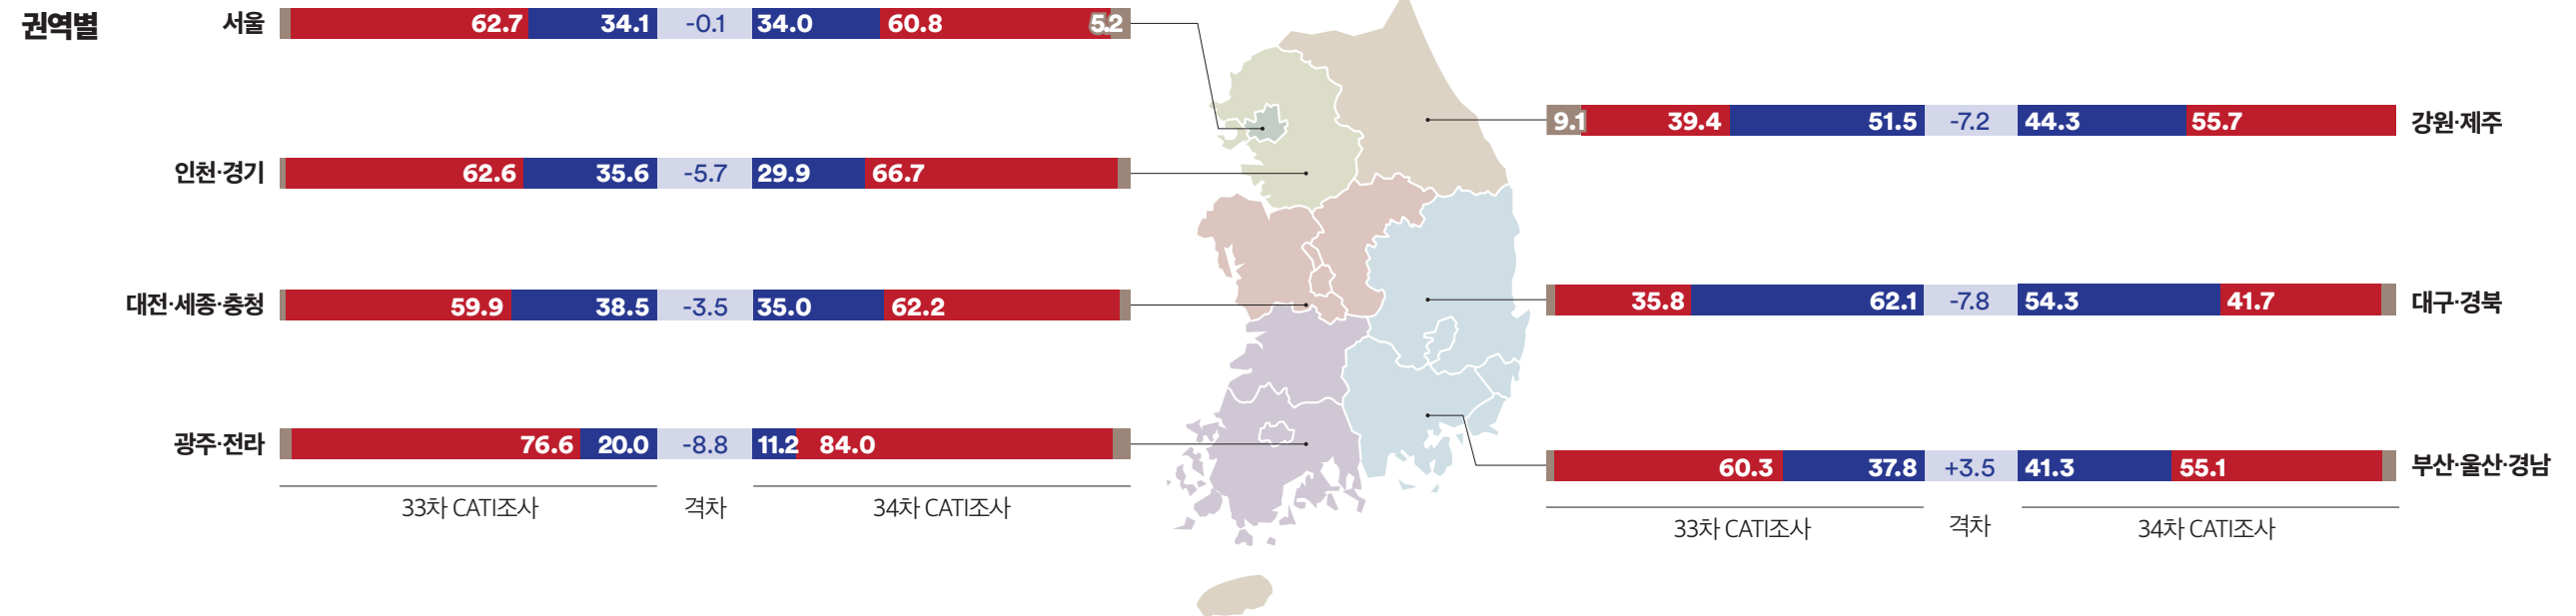 권역별
서울 62.7 34.1 -0.1 34.0 60.8 5.2
인천·경기 62.6 35.6 -5.7 29.9 66.7
대전·세종·충청 59.9 38.5 -3.5 35.0 62.2
광주·전라 76.6 20.0 -8.8 11.2 84.0
33차 CATI조사 격차 34차 CATI조사
9.1 39.4 51.5 -7.2 44.3 55.7 강원·제주
35.8 62.1 -7.8 54.3 41.7 대구·경북
60.3 37.8 +3.5 41.3 55.1 부산·울산·경남
33차 CATI조사 격차 34차 CATI조사